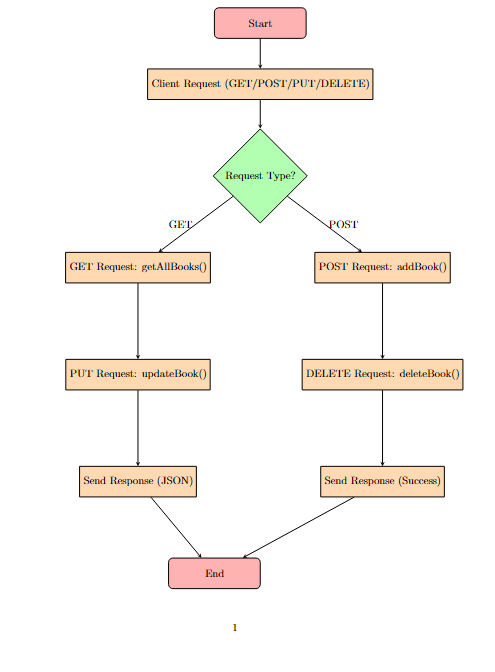 Start
Client Request (GET/POST/PUT/DELETE)
Request Type?
GET
POST
GET Request: getAllBooks()
POST Request: addBook()
PUT Request: updateBook()
DELETE Request: deleteBook()
Send Response (JSON)
Send Response (Success)
End
1